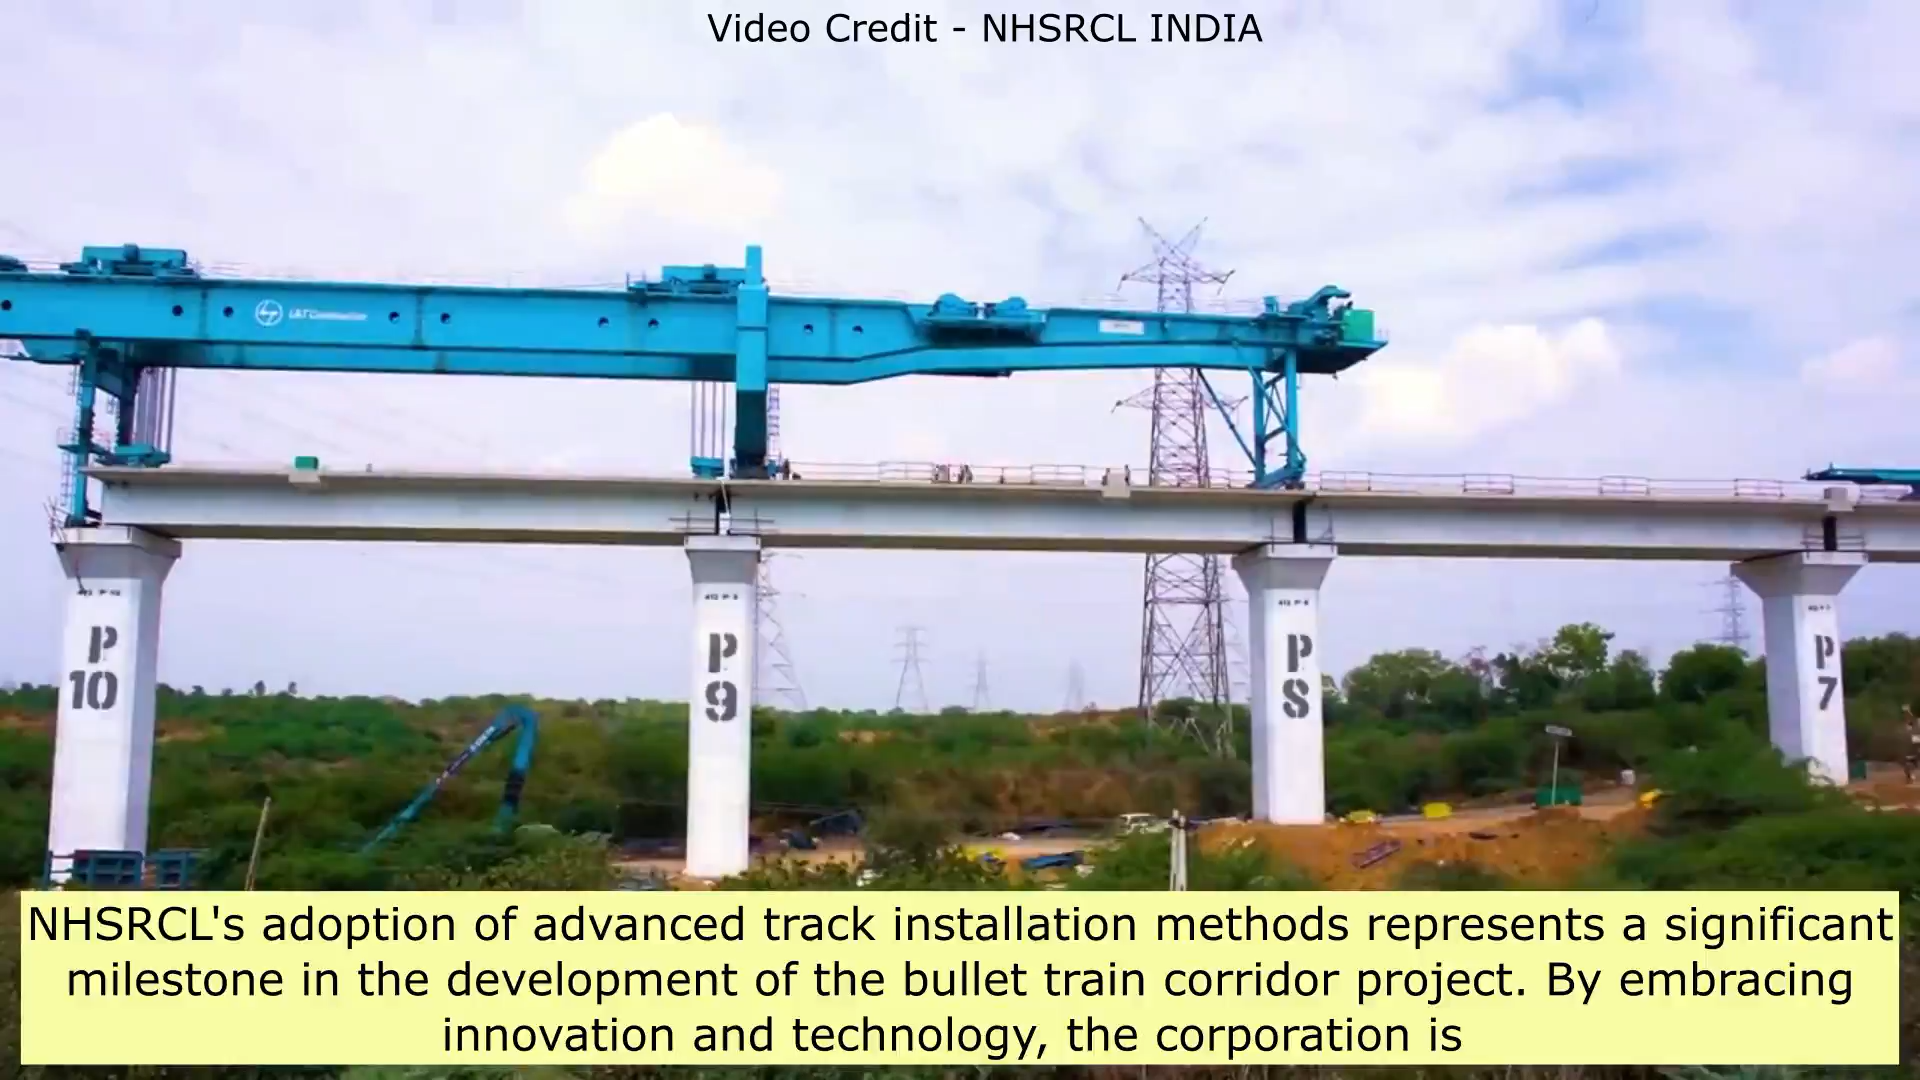 Video Credit - NHSRCL INDIA
L&T Construction
P
10
P
9
P
8
P
7
NHSRCL's adoption of advanced track installation methods represents a significant
milestone in the development of the bullet train corridor project. By embracing
innovation and technology, the corporation is